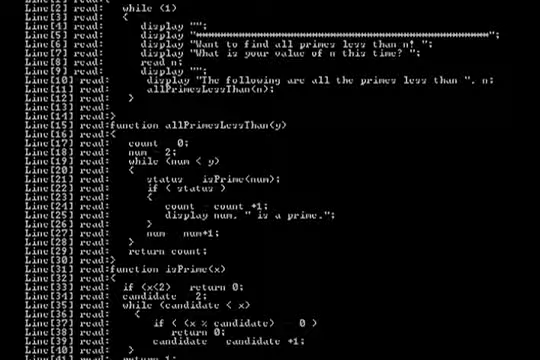 Line[1] read:{
Line[2] read: while (1)
Line[3] read: {
Line[4] read: display "";
Line[5] read: display "
Line[6] read: display "Want to find all primes less than n! ";
Line[7] read: display "What is your value of n this time? ";
Line[8] read: read n;
Line[9] read: display "";
Line[10] read: display "The following are all the primes less than ", n;
Line[11] read: allPrimesLessThan(n);
Line[12] read: }
Line[13] read:
Line[14] read:}
Line[15] read:function allPrimesLessThan(y)
Line[16] read:{
Line[17] read: count 0;
Line[18] read: num 2;
Line[19] read: while (num < y)
Line[20] read: {
Line[21] read: status isPrime(num);
Line[22] read: if ( status )
Line[23] read: {
Line[24] read: count count +1;
Line[25] read: display num, " is a prime.";
Line[26] read: }
Line[27] read: num num+1;
Line[28] read: }
Line[29] read: return count;
Line[30] read:}
Line[31] read:function isPrime(x)
Line[32] read:{
Line[33] read: if (x<2) return 0;
Line[34] read: candidate 2;
Line[35] read: while (candidate < x)
Line[36] read: {
Line[37] read: if ( (x % candidate) 0 )
Line[38] read: return 0;
Line[39] read: candidate candidate +1;
Line[40] read: }